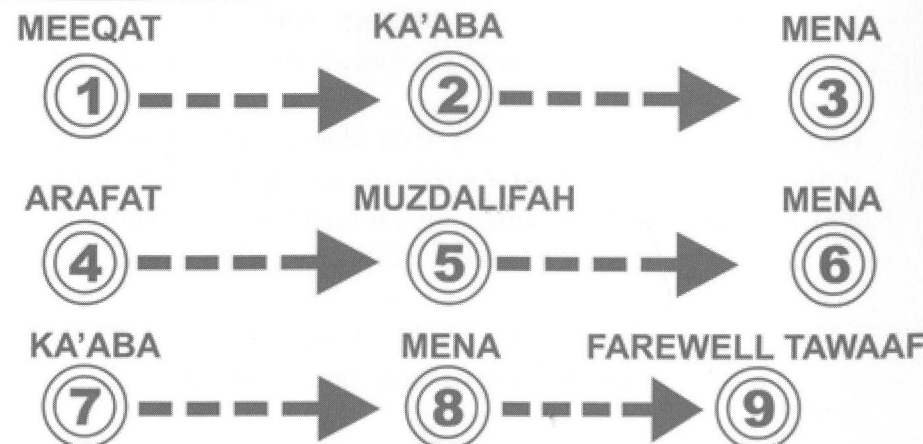 MEEQAT KA'ABA MENA
1 2 3
ARAFAT MUZDALIFAH MENA
4 5 6
KA'ABA MENA FAREWELL TAWAAF
7 8 9